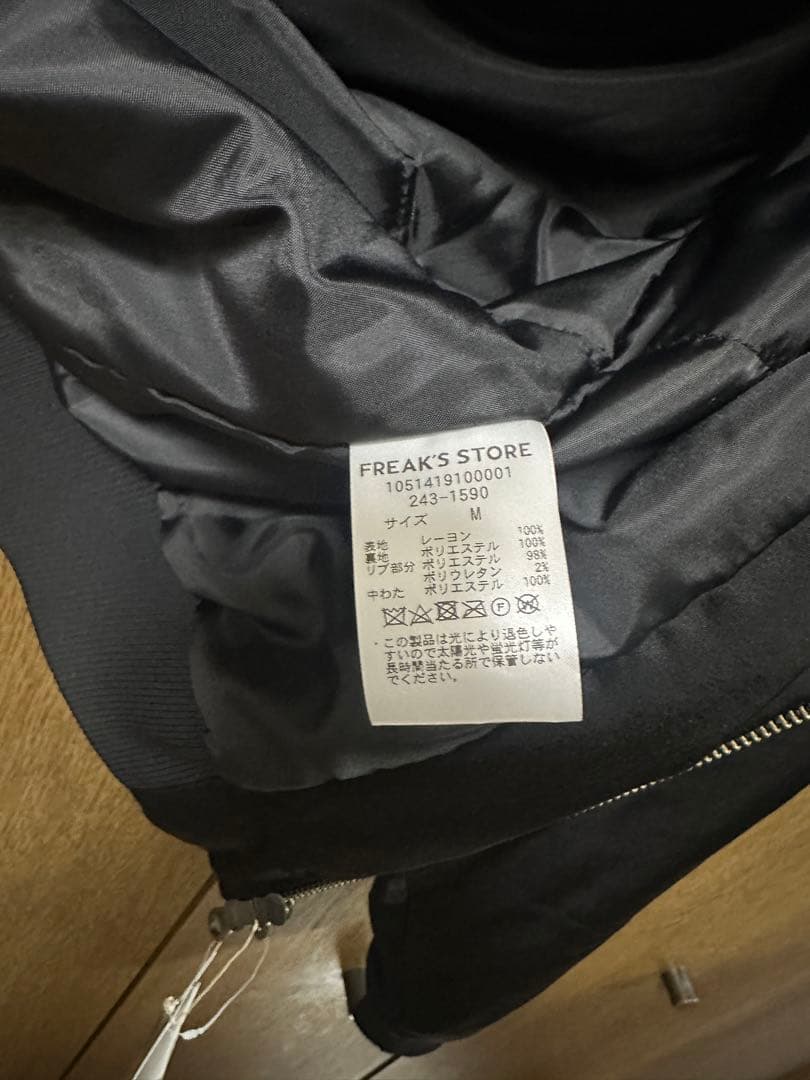 FREAK'S STORE
1051419100001
243-1590
サイズ M
表地 レーヨン 100%
裏地 ポリエステル 100%
リブ部分 ポリエステル 98%
ポリウレタン 2%
中わた ポリエステル 100%
F W
・この製品は光により退色しや
すいので太陽光や蛍光灯等が
長時間当たる所で保管しない
でください。